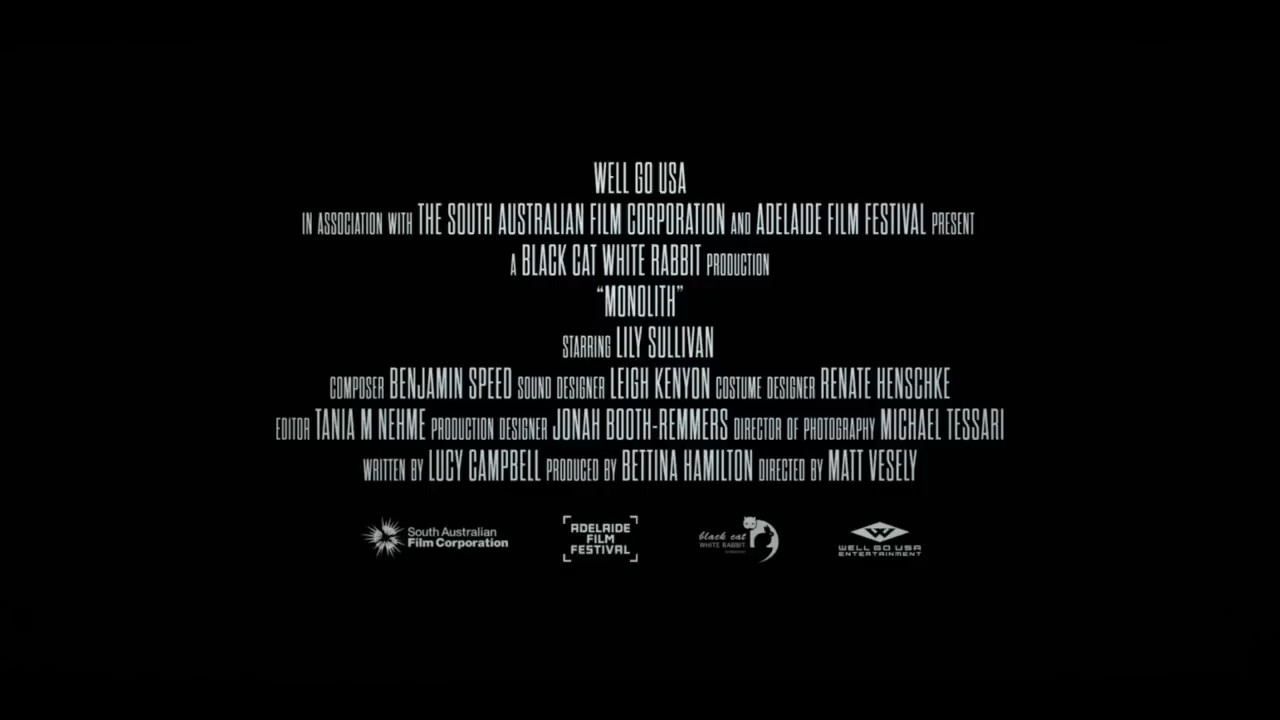 WELL GO USA
IN ASSOCIATION WITH THE SOUTH AUSTRALIAN FILM CORPORATION AND ADELAIDE FILM FESTIVAL PRESENT
A BLACK CAT WHITE RABBIT PRODUCTION
“MONOLITH”
STARRING LILY SULLIVAN
COMPOSER BENJAMIN SPEED SOUND DESIGNER LEIGH KENYON COSTUME DESIGNER RENATE HENSCHKE
EDITOR TANIA M NEHME PRODUCTION DESIGNER JONAH BOOTH-REMMERS DIRECTOR OF PHOTOGRAPHY MICHAEL TESSARI
WRITTEN BY LUCY CAMPBELL PRODUCED BY BETTINA HAMILTON DIRECTED BY MATT VESELY
South Australian
Film Corporation
ADELAIDE
FILM
FESTIVAL
black cat
WHITE RABBIT
WELL GO USA
ENTERTAINMENT